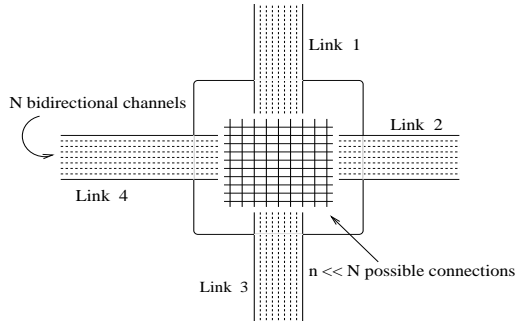 Link 1
N bidirectional channels
Link 2
Link 4
n << N possible connections
Link 3